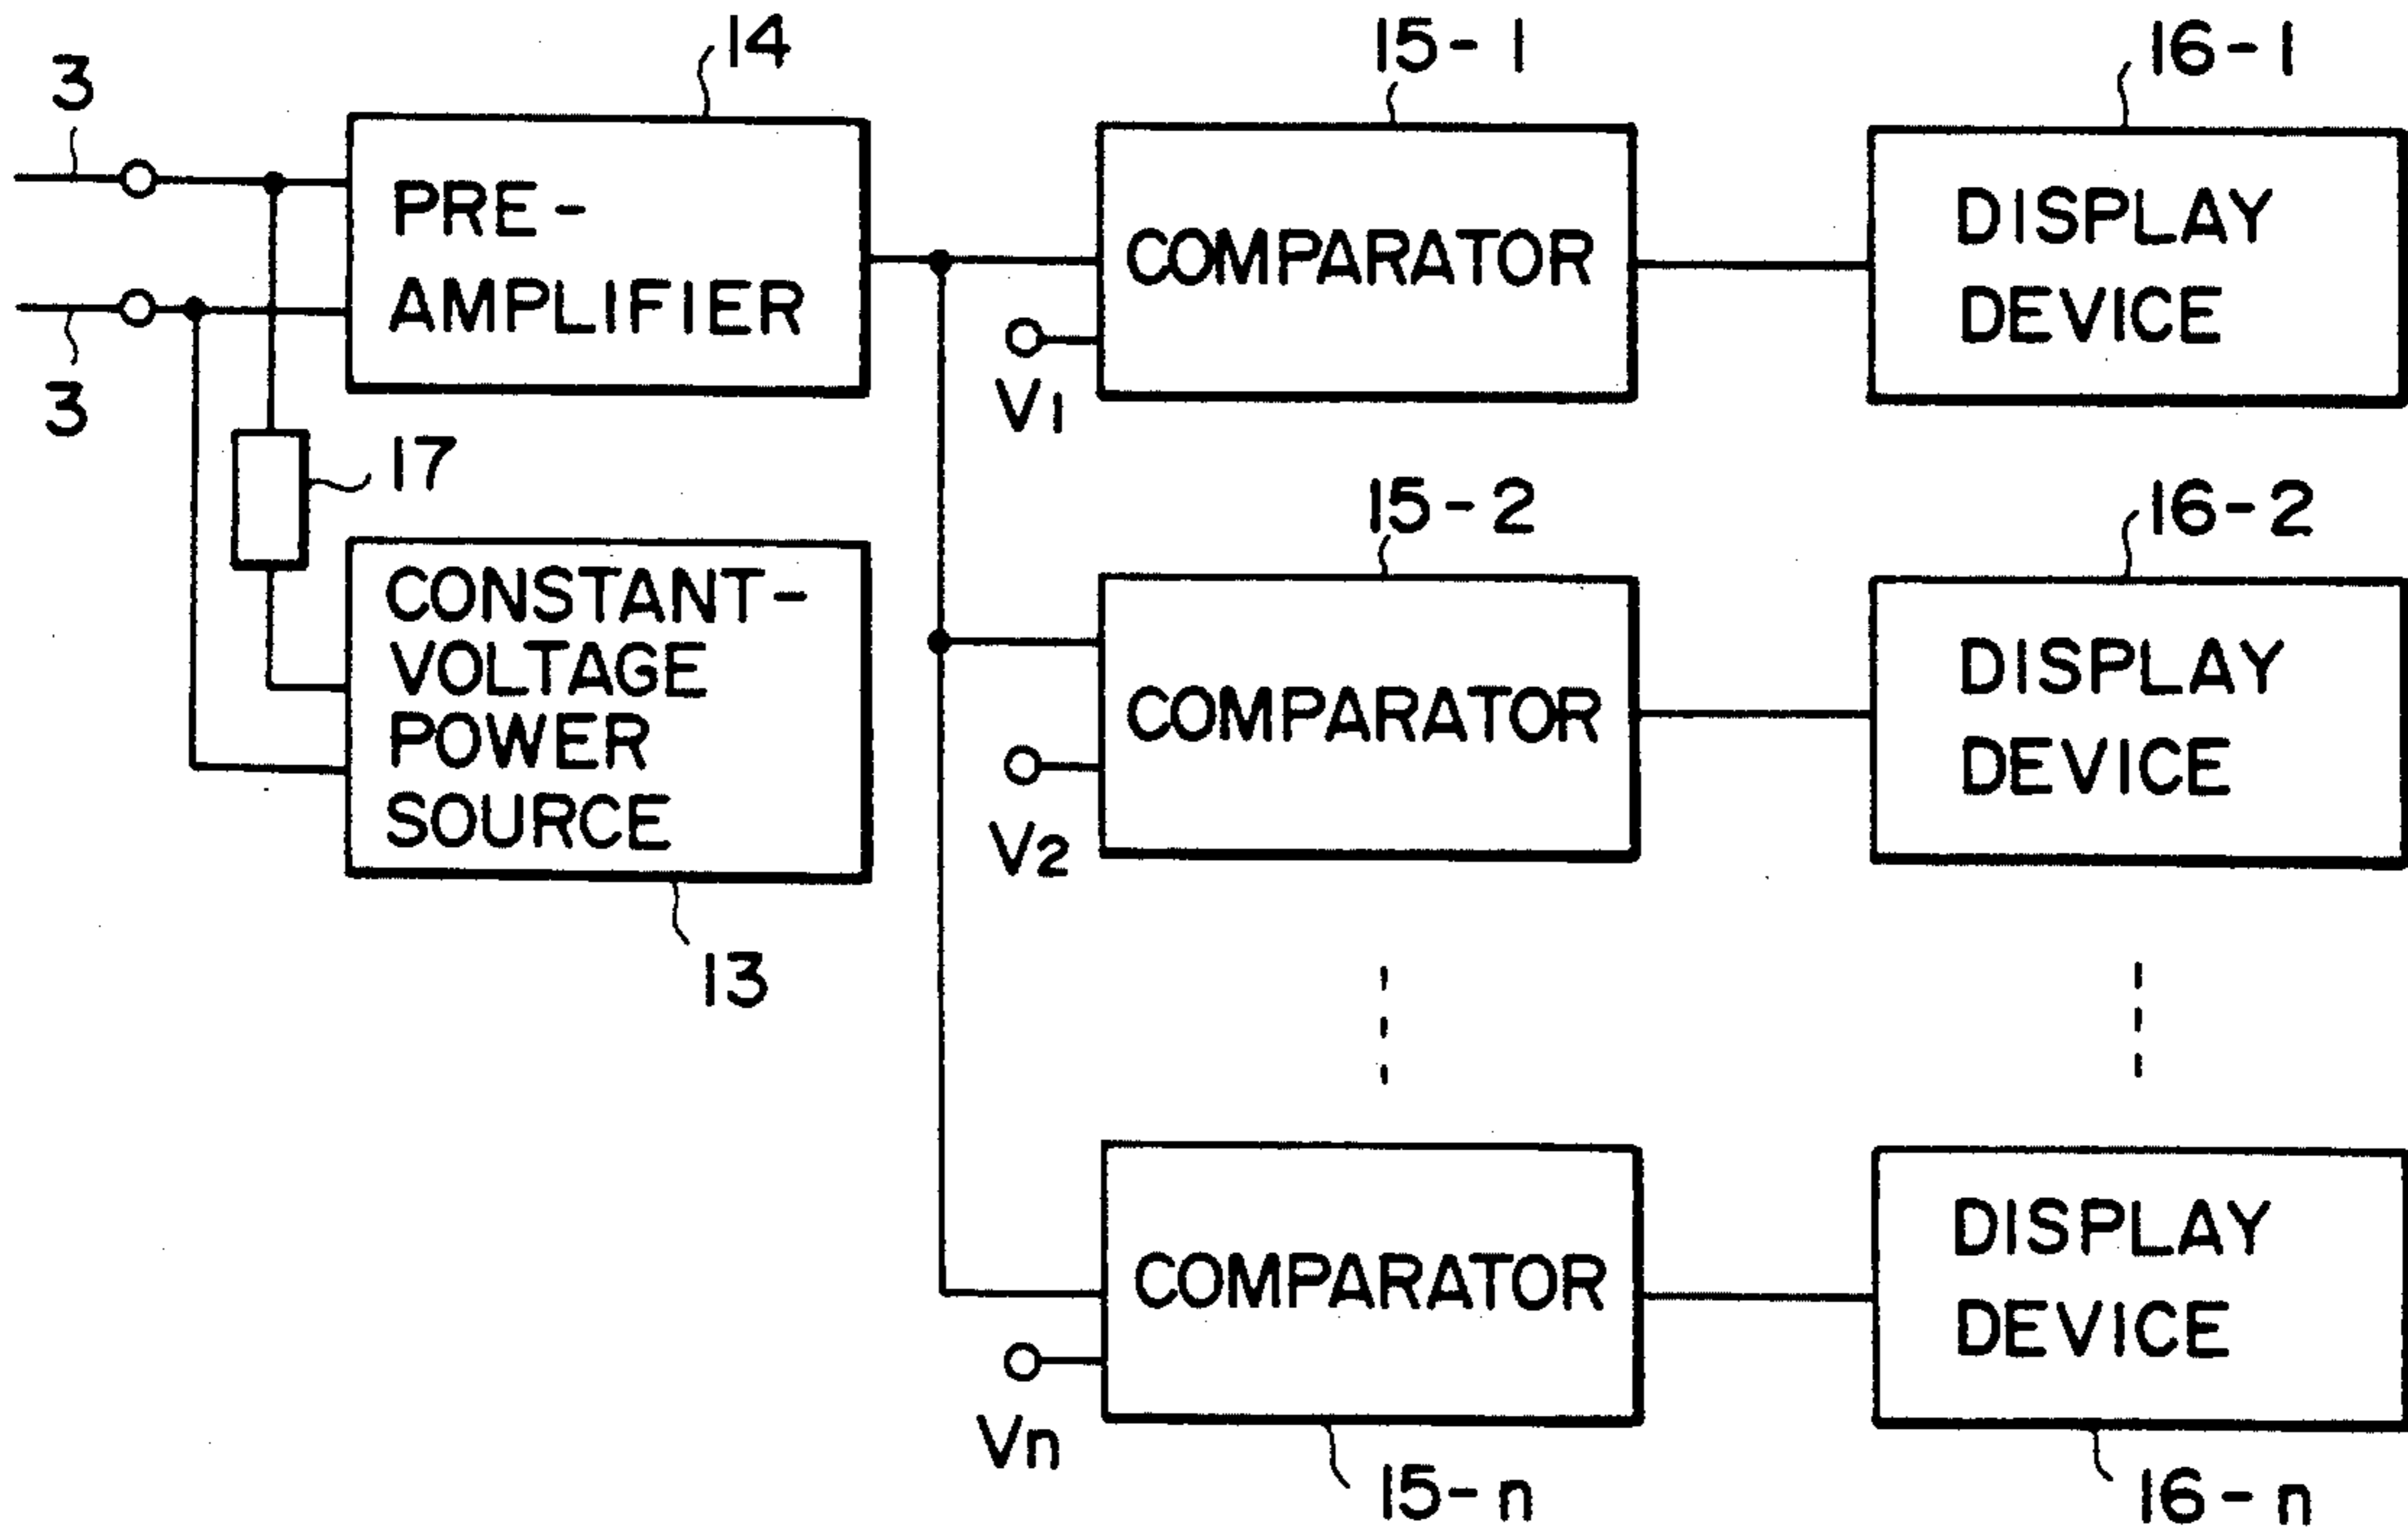 14
15-1
16-1
3
PRE-
AMPLIFIER
COMPARATOR
DISPLAY
DEVICE
3
V1
17
15-2
16-2
CONSTANT-
VOLTAGE
POWER
SOURCE
COMPARATOR
DISPLAY
DEVICE
V2
13
COMPARATOR
DISPLAY
DEVICE
Vn
15-n
16-n